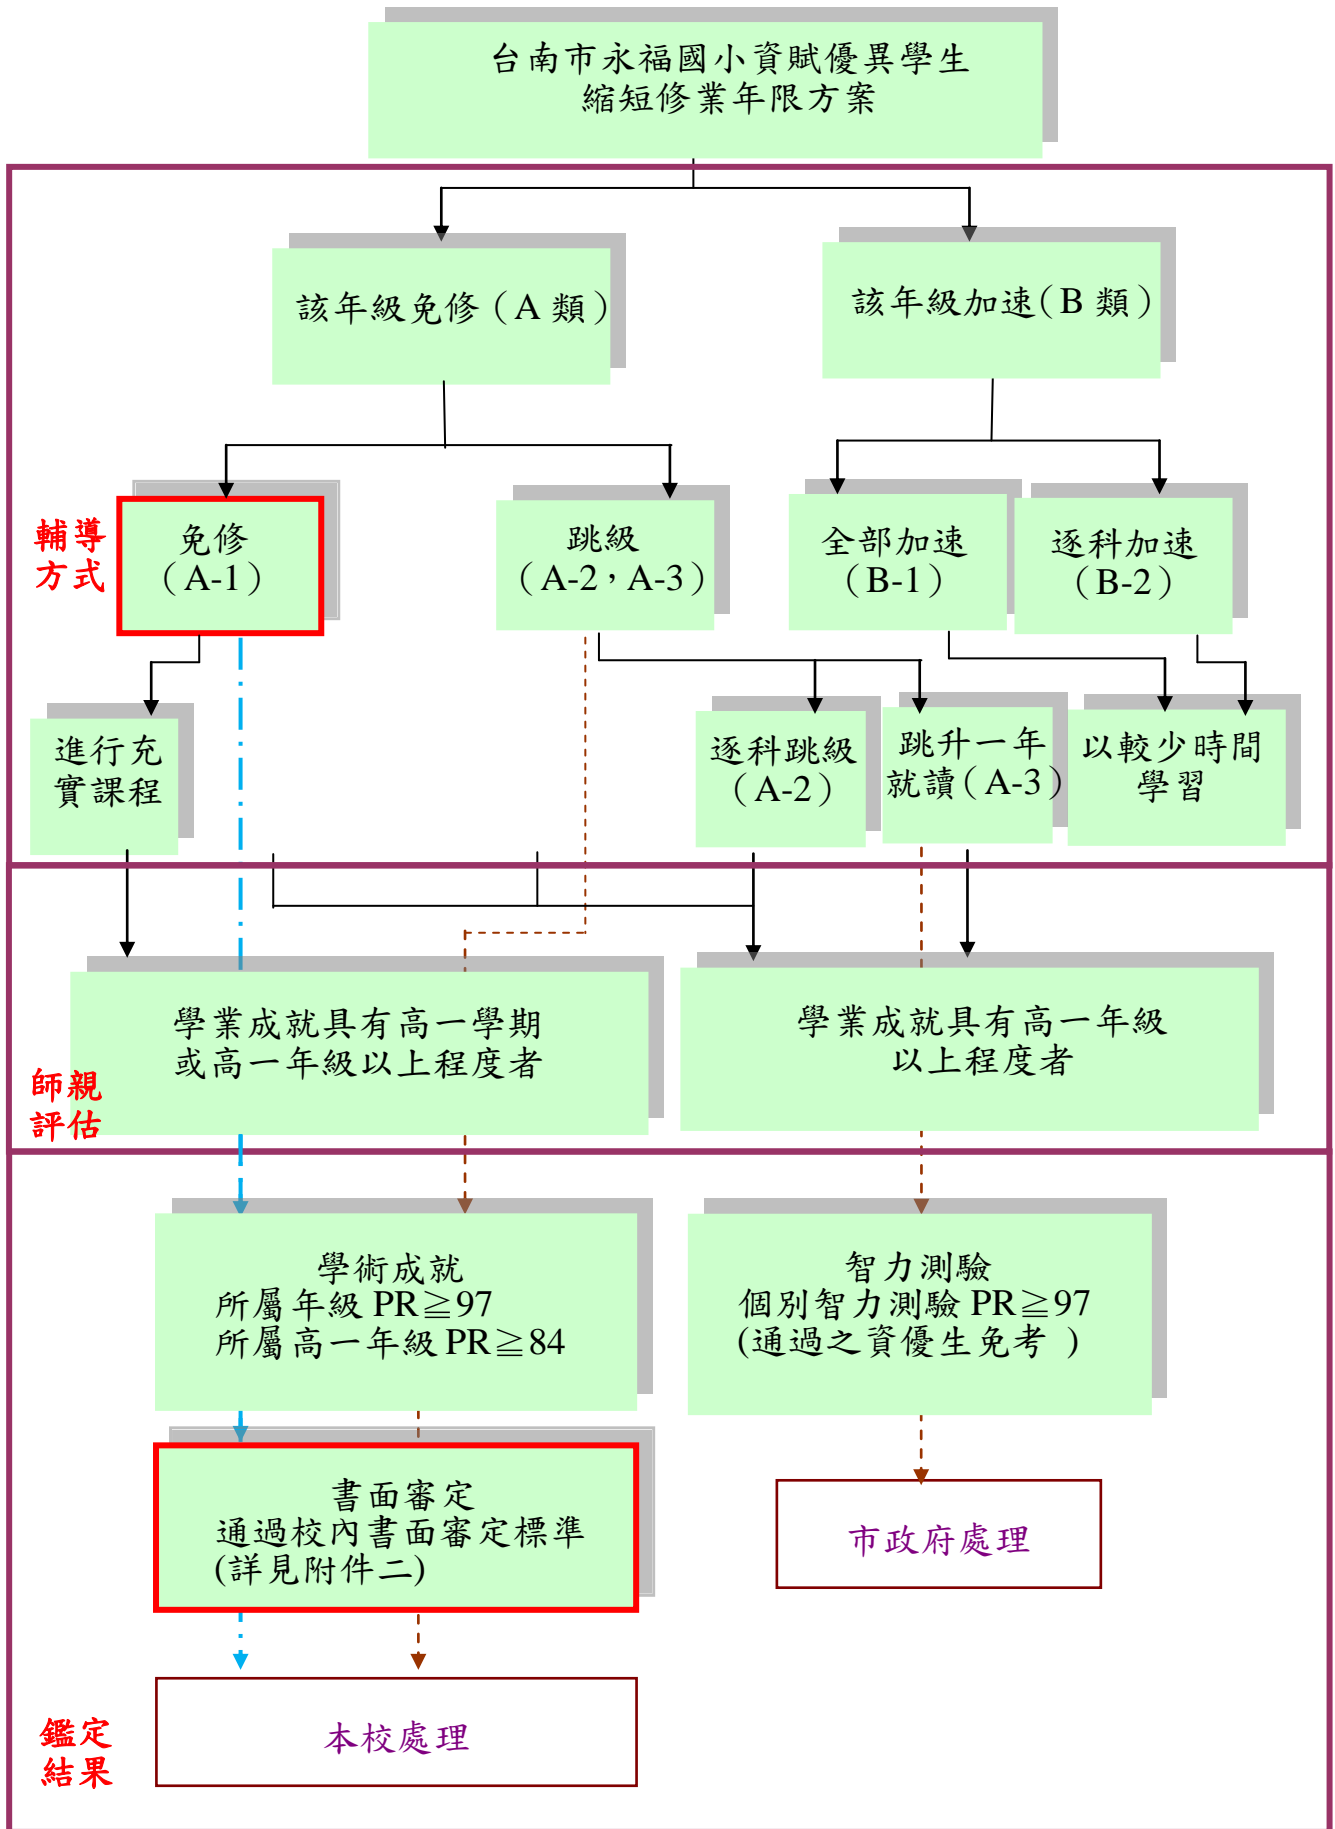 台南市永福國小資賦優異學生
縮短修業年限方案
該年級免修（A 類）
該年級加速（B 類）
輔導
方式
免修
（A-1）
跳級
（A-2，A-3）
全部加速
（B-1）
逐科加速
（B-2）
進行充
實課程
逐科跳級
（A-2）
跳升一年
就讀（A-3）
以較少時間
學習
師親
評估
學業成就具有高一學期
或高一年級以上程度者
學業成就具有高一年級
以上程度者
學術成就
所屬年級 PR≧97
所屬高一年級 PR≧84
智力測驗
個別智力測驗 PR≧97
(通過之資優生免考 )
書面審定
通過校內書面審定標準
(詳見附件二)
市政府處理
鑑定
結果
本校處理